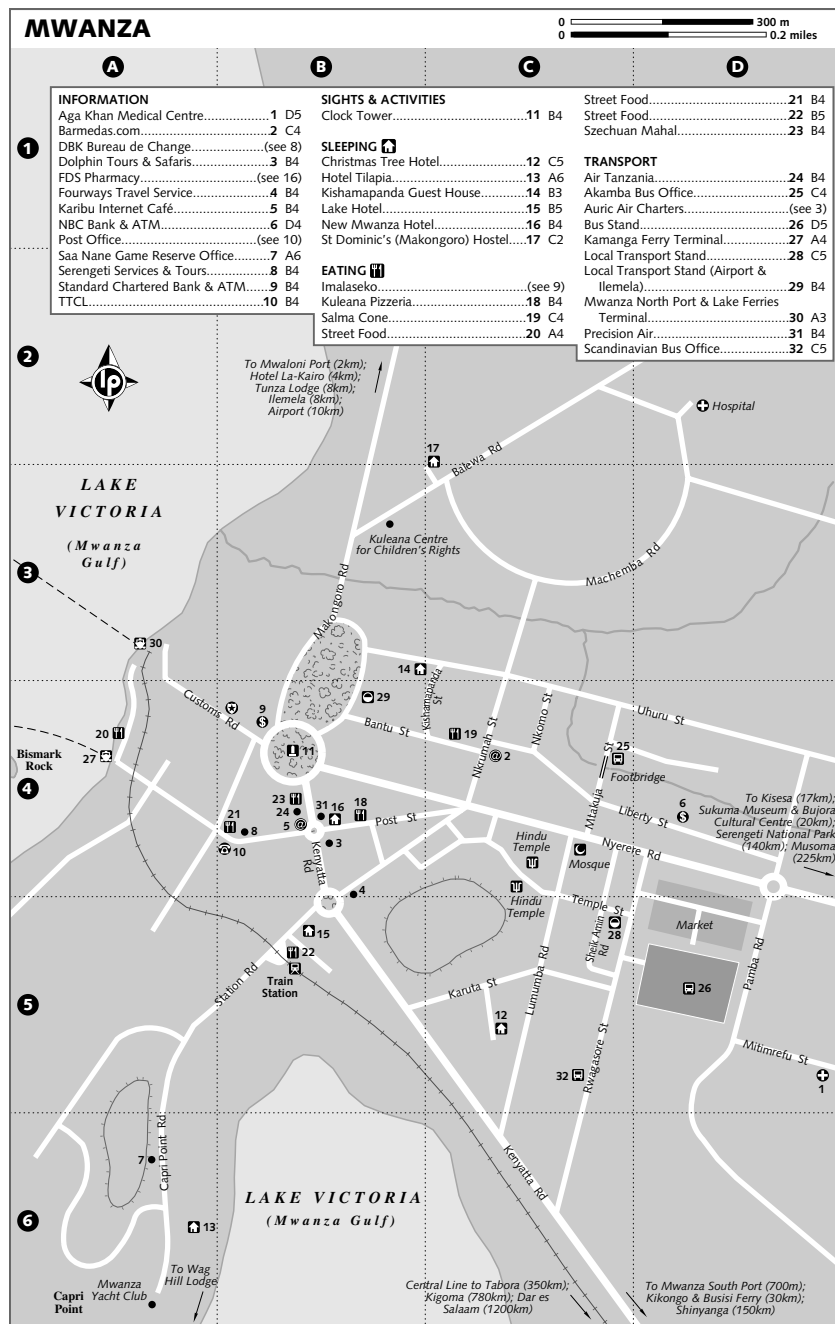 MWANZA
0 300 m
0 0.2 miles
A B C D
1
2
3
4
5
6
INFORMATION
Aga Khan Medical Centre..............1 D5
Barmedas.com..............2 C4
DBK Bureau de Change..............(see 8)
Dolphin Tours & Safaris..............3 B4
FDS Pharmacy..............(see 16)
Fourways Travel Service..............4 B4
Karibu Internet Café..............5 B4
NBC Bank & ATM..............6 D4
Post Office..............(see 10)
Saa Nane Game Reserve Office..............7 A6
Serengeti Services & Tours..............8 B4
Standard Chartered Bank & ATM..............9 B4
TTCL..............10 B4
SIGHTS & ACTIVITIES
Clock Tower..............11 B4
SLEEPING
Christmas Tree Hotel..............12 C5
Hotel Tilapia..............13 A6
Kishamapanda Guest House..............14 B3
Lake Hotel..............15 B5
New Mwanza Hotel..............16 B4
St Dominic's (Makongoro) Hostel..............17 C2
EATING
Imalaseko..............(see 9)
Kuleana Pizzeria..............18 B4
Salma Cone..............19 C4
Street Food..............20 A4
Street Food..............21 B4
Street Food..............22 B5
Szechuan Mahal..............23 B4
TRANSPORT
Air Tanzania..............24 B4
Akamba Bus Office..............25 C4
Auric Air Charters..............(see 3)
Bus Stand..............26 D5
Kamanga Ferry Terminal..............27 A4
Local Transport Stand..............28 C5
Local Transport Stand (Airport &
Ilemela)..............29 B4
Mwanza North Port & Lake Ferries
Terminal..............30 A3
Precision Air..............31 B4
Scandinavian Bus Office..............32 C5
lp
To Mwaloni Port (2km);
Hotel La-Kairo (4km);
Tunza Lodge (8km);
Ilemela (8km);
Airport (10km)
Hospital
17
Balewa Rd
LAKE
VICTORIA
(Mwanza
Gulf)
Kuleana Centre
for Children's Rights
Machemba Rd
Makongoro Rd
30
14
Kishamapanda
St
29
Customs Rd
9
Bantu St
19
Nkrumah St
Nkomo St
Uhuru St
20
Bismark
Rock
27
11
2
25
Footbridge
Mtakuja St
Liberty St
6
To Kisesa (17km);
Sukuma Museum & Bujora
Cultural Centre (20km);
Serengeti National Park
(140km); Musoma
(225km)
23
24
31
16
18
21
8
5
Post St
10
3
Kenyatta
Rd
Hindu
Temple
Mosque
Nyerere Rd
4
Hindu
Temple
Temple St
Sheik Amin
Rd
28
Market
15
22
Train
Station
Station Rd
Karuta St
Lumumba Rd
26
Pamba Rd
12
Rwagasore St
Mitimrefu St
32
1
Capri Point Rd
7
LAKE VICTORIA
(Mwanza Gulf)
Kenyatta Rd
13
To Wag
Hill Lodge
Mwanza
Yacht Club
Capri
Point
Central Line to Tabora (350km);
Kigoma (780km); Dar es
Salaam (1200km)
To Mwanza South Port (700m);
Kikongo & Busisi Ferry (30km);
Shinyanga (150km)